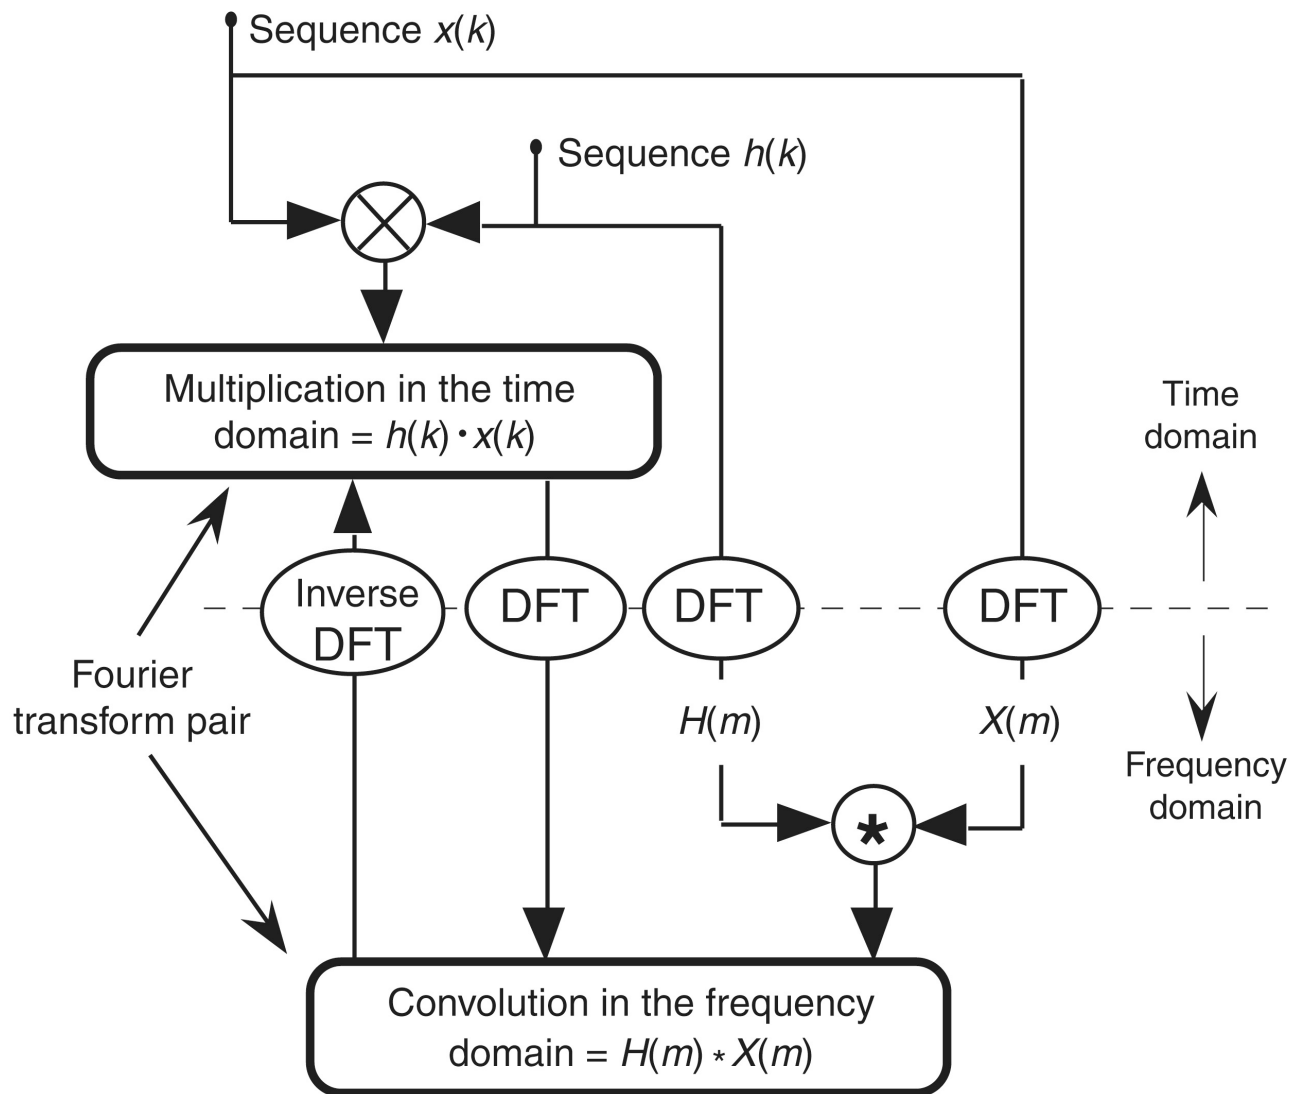 Sequence x(k)
Sequence h(k)
Multiplication in the time
domain = h(k) · x(k)
Time
domain
Inverse
DFT
DFT
DFT
DFT
Fourier
transform pair
H(m)
X(m)
Frequency
domain
*
Convolution in the frequency
domain = H(m) * X(m)